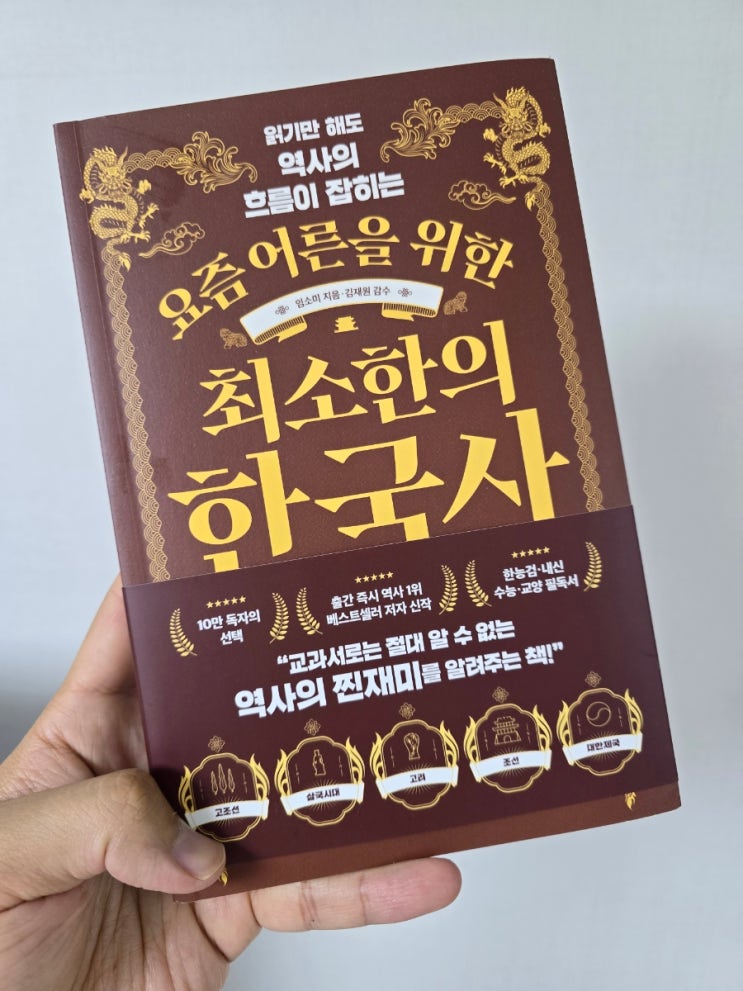 읽기만 해도
역사의
흐름이 잡히는
요즘 어른을 위한
임소미 지음·김재원 감수
최소한의
한국사
★★★★★
10만 독자의
선택
★★★★★
출간 즉시 역사 1위
베스트셀러 저자 신작
★★★★★
한능검·내신
수능·교양 필독서
“교과서로는 절대 알 수 없는
역사의 찐재미를 알려주는 책!”
고조선
삼국시대
고려
조선
대한제국